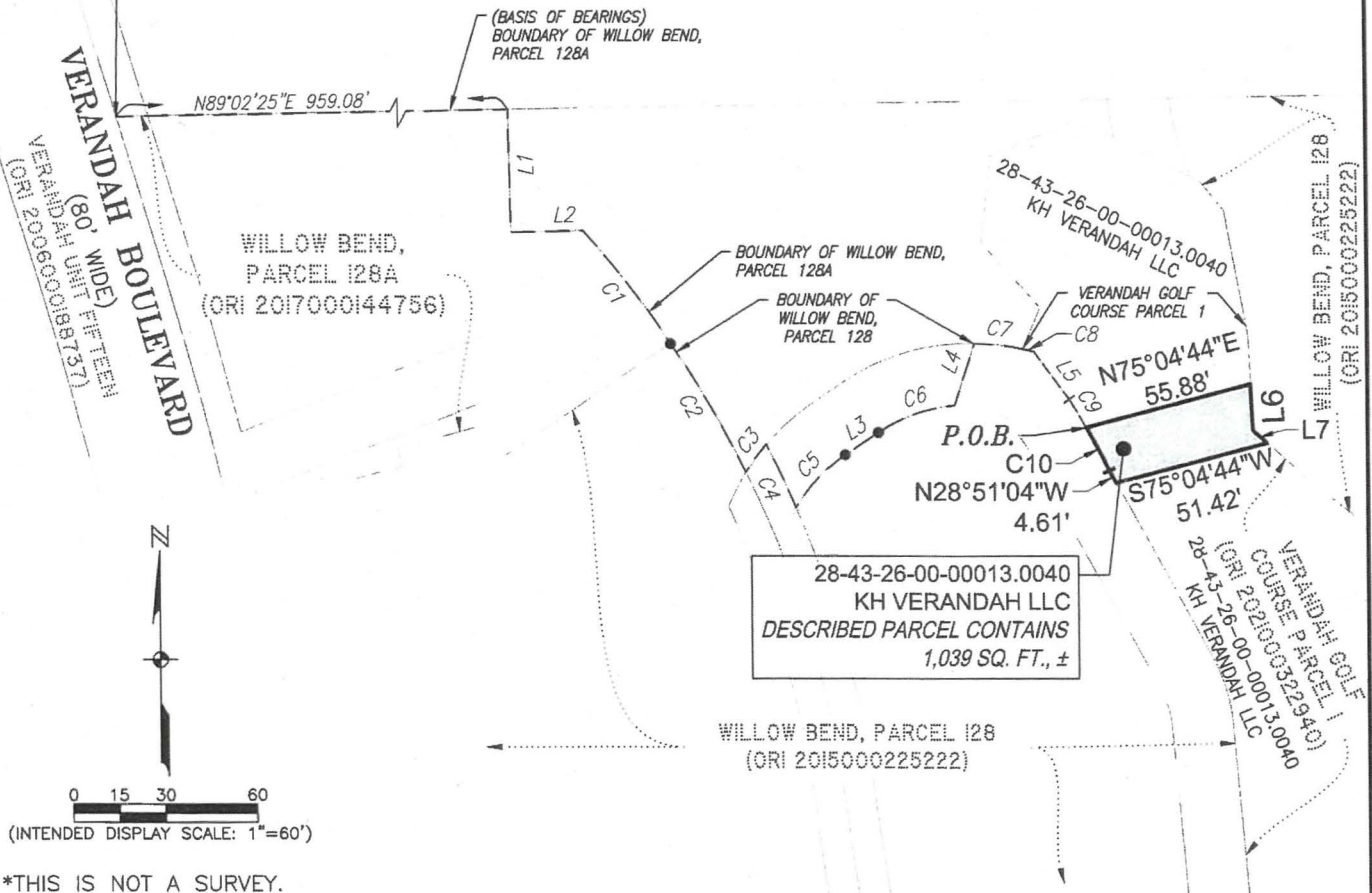 (BASIS OF BEARINGS)
BOUNDARY OF WILLOW BEND,
PARCEL 128A
N89°02'25"E 959.08'
VERANDAH BOULEVARD
(80' WIDE)
VERANDAH UNIT FIFTEEN
(ORI 2006000188737)
L1
L2
WILLOW BEND,
PARCEL 128A
(ORI 2017000144756)
C1
BOUNDARY OF WILLOW BEND,
PARCEL 128A
BOUNDARY OF
WILLOW BEND,
PARCEL 128
28-43-26-00-00013.0040
KH VERANDAH LLC
VERANDAH GOLF
COURSE PARCEL 1
WILLOW BEND, PARCEL 128
(ORI 2015000225222)
C2
C3
C4
C5
L3
C6
L4
C7
C8
L5
C9
N75°04'44"E
55.88'
L6
L7
P.O.B.
C10
N28°51'04"W
4.61'
S75°04'44"W
51.42'
28-43-26-00-00013.0040
KH VERANDAH LLC
DESCRIBED PARCEL CONTAINS
1,039 SQ. FT., ±
VERANDAH GOLF
COURSE PARCEL 1
(ORI 2021000322940)
28-43-26-00-00013.0040
KH VERANDAH LLC
WILLOW BEND, PARCEL 128
(ORI 2015000225222)
N
0 15 30 60
(INTENDED DISPLAY SCALE: 1"=60')
*THIS IS NOT A SURVEY.